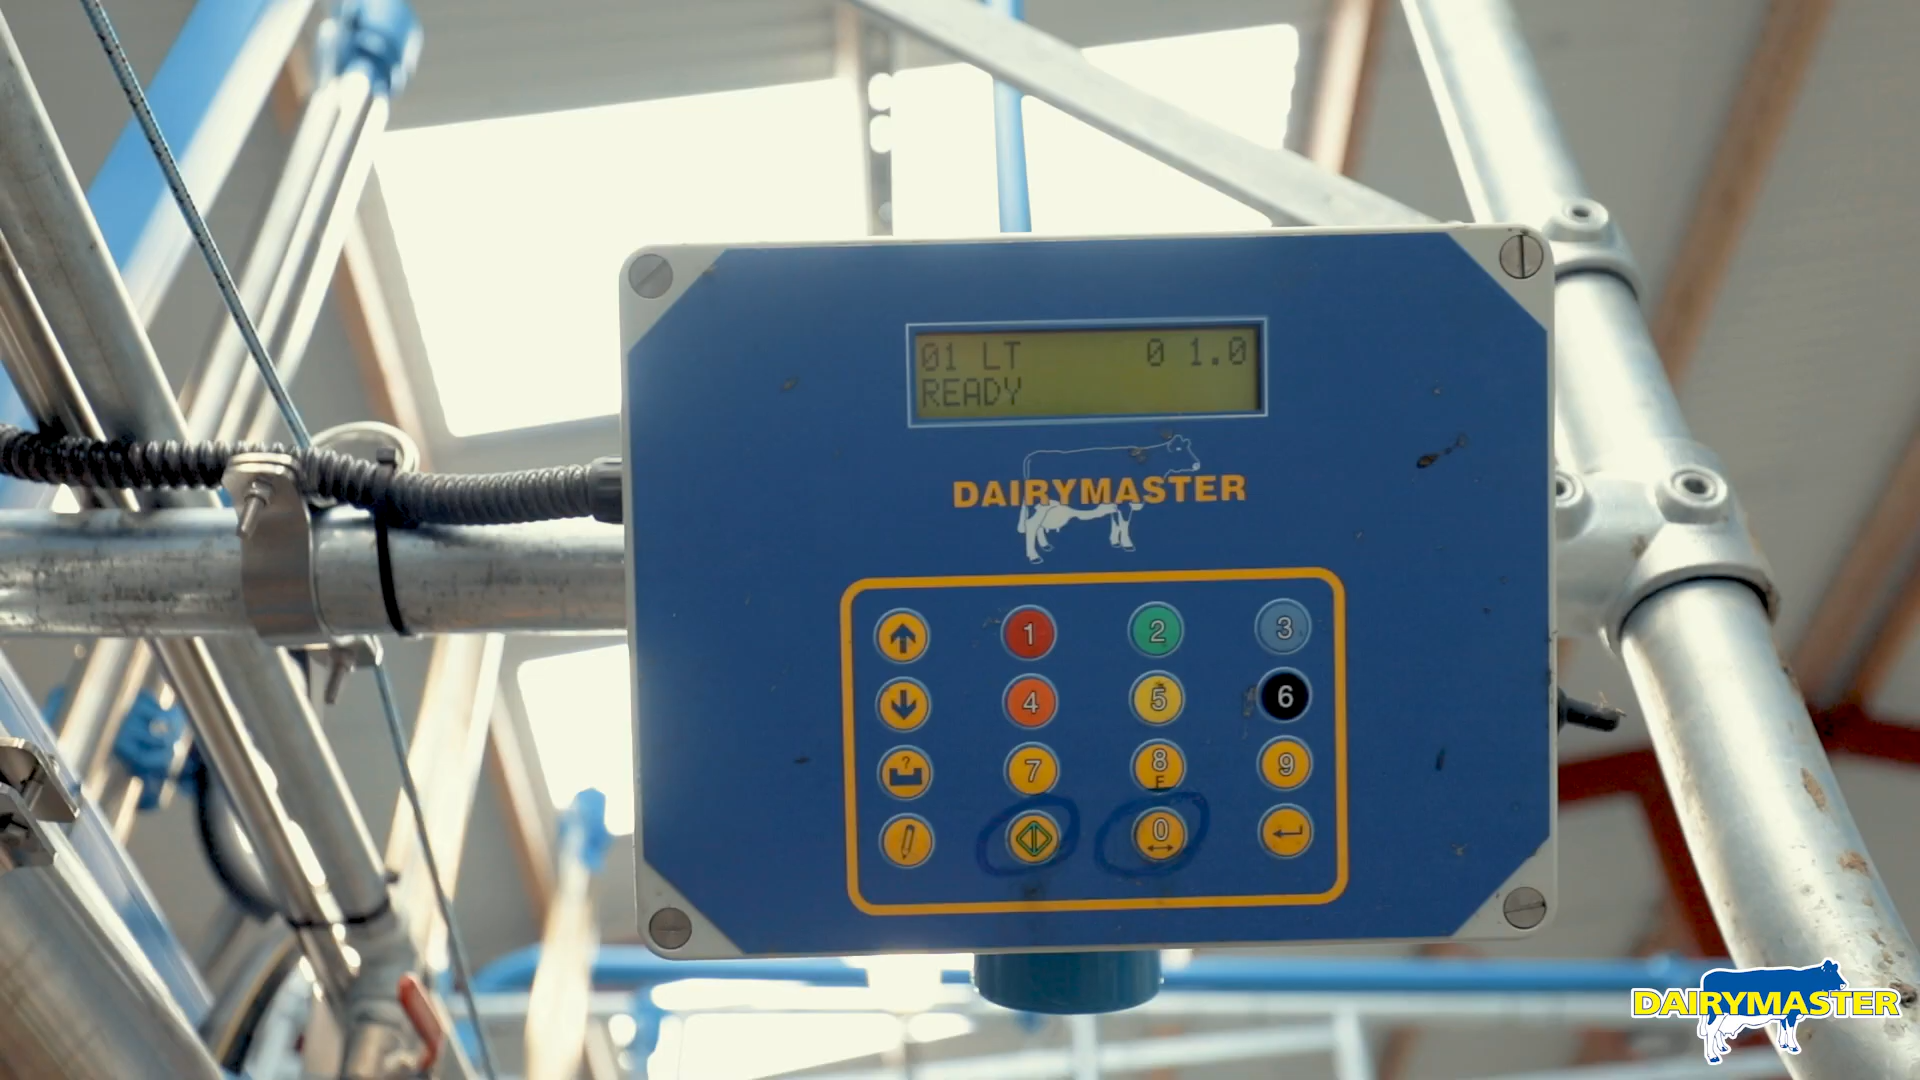 01 LT 0 1.0
READY
DAIRYMASTER
1 2 3
4 5 6
?
7 8 9
F
0
DAIRYMASTER